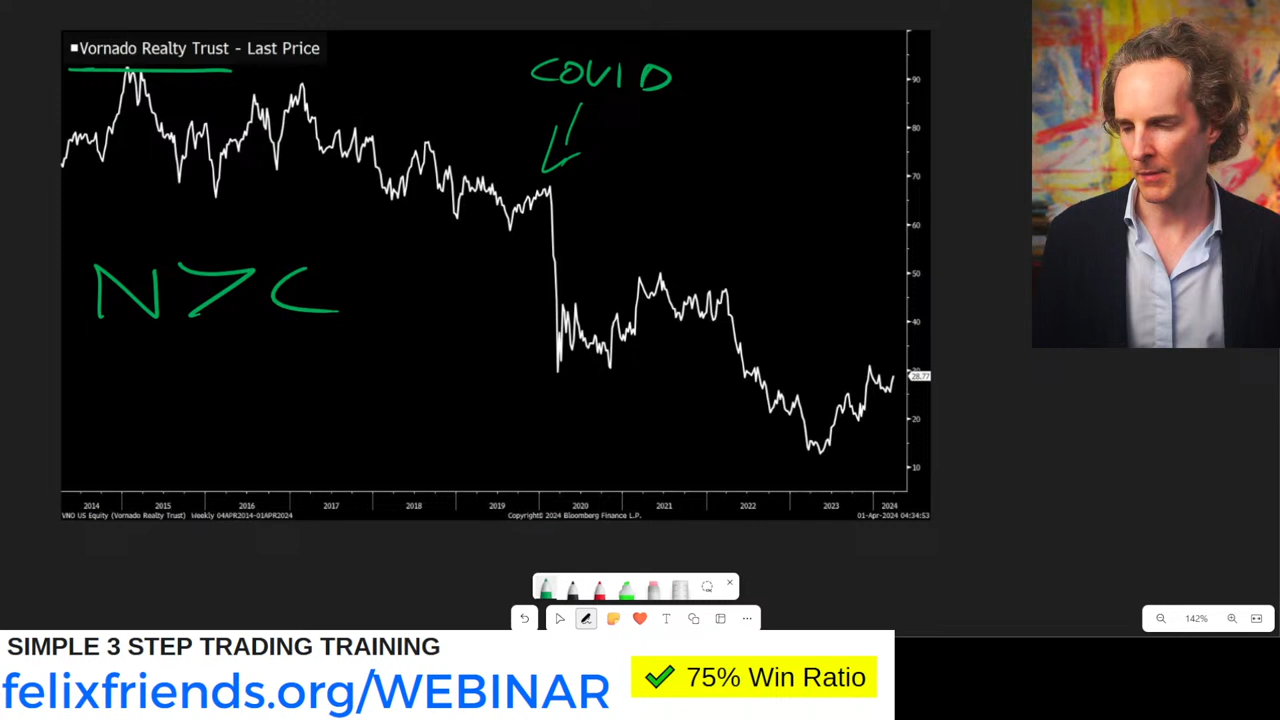 ■Vornado Realty Trust - Last Price
COVID
NYC
90
80
70
60
50
40
28.77
20
10
2014 2015 2016 2017 2018 2019 2020 2021 2022 2023 2024
VNO US Equity (Vornado Realty Trust) Weekly 04APR2014-01APR2024 Copyright© 2024 Bloomberg Finance L.P. 01-Apr-2024 04:34:53
142%
SIMPLE 3 STEP TRADING TRAINING
felixfriends.org/WEBINAR
75% Win Ratio